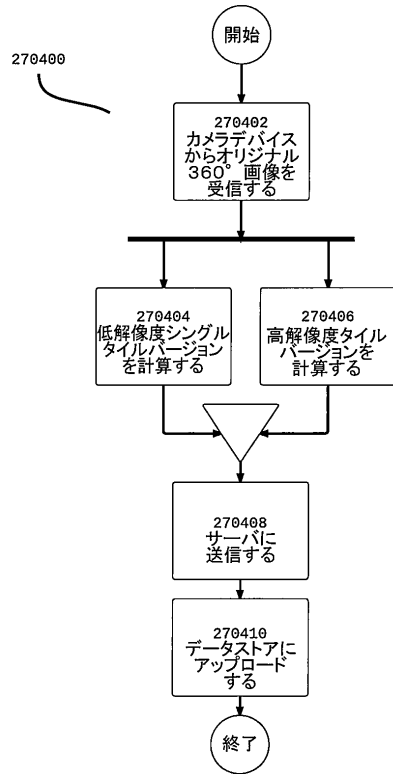 開始
270400
270402
カメラデバイス
からオリジナル
360°画像を
受信する
270404
低解像度シングル
タイルバージョン
を計算する
270406
高解像度タイル
バージョンを
計算する
270408
サーバに
送信する
270410
データストアに
アップロード
する
終了